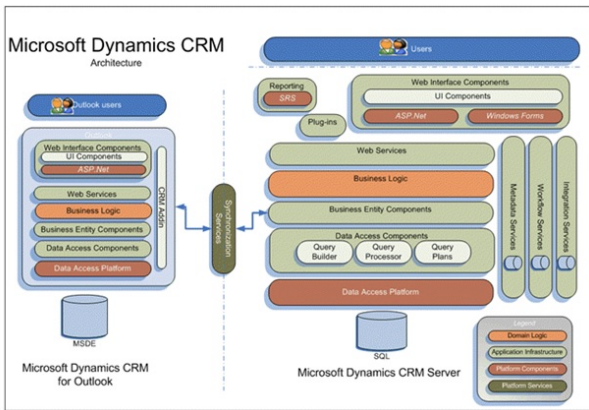 Microsoft Dynamics CRM
Architecture
Users
Outlook users
Outlook
Web Interface Components
UI Components
ASP.Net
Web Services
Business Logic
Business Entity Components
Data Access Components
Data Access Platform
CRM Addin
MSDE
Microsoft Dynamics CRM
for Outlook
Synchronization
Services
Reporting
SRS
Plug-ins
Web Interface Components
UI Components
ASP.Net
Windows Forms
Web Services
Business Logic
Business Entity Components
Data Access Components
Query
Builder
Query
Processor
Query
Plans
Data Access Platform
Metadata Services
Workflow Services
Integration Services
SQL
Microsoft Dynamics CRM Server
Legend
Domain Logic
Application Infrastructure
Platform Components
Platform Services